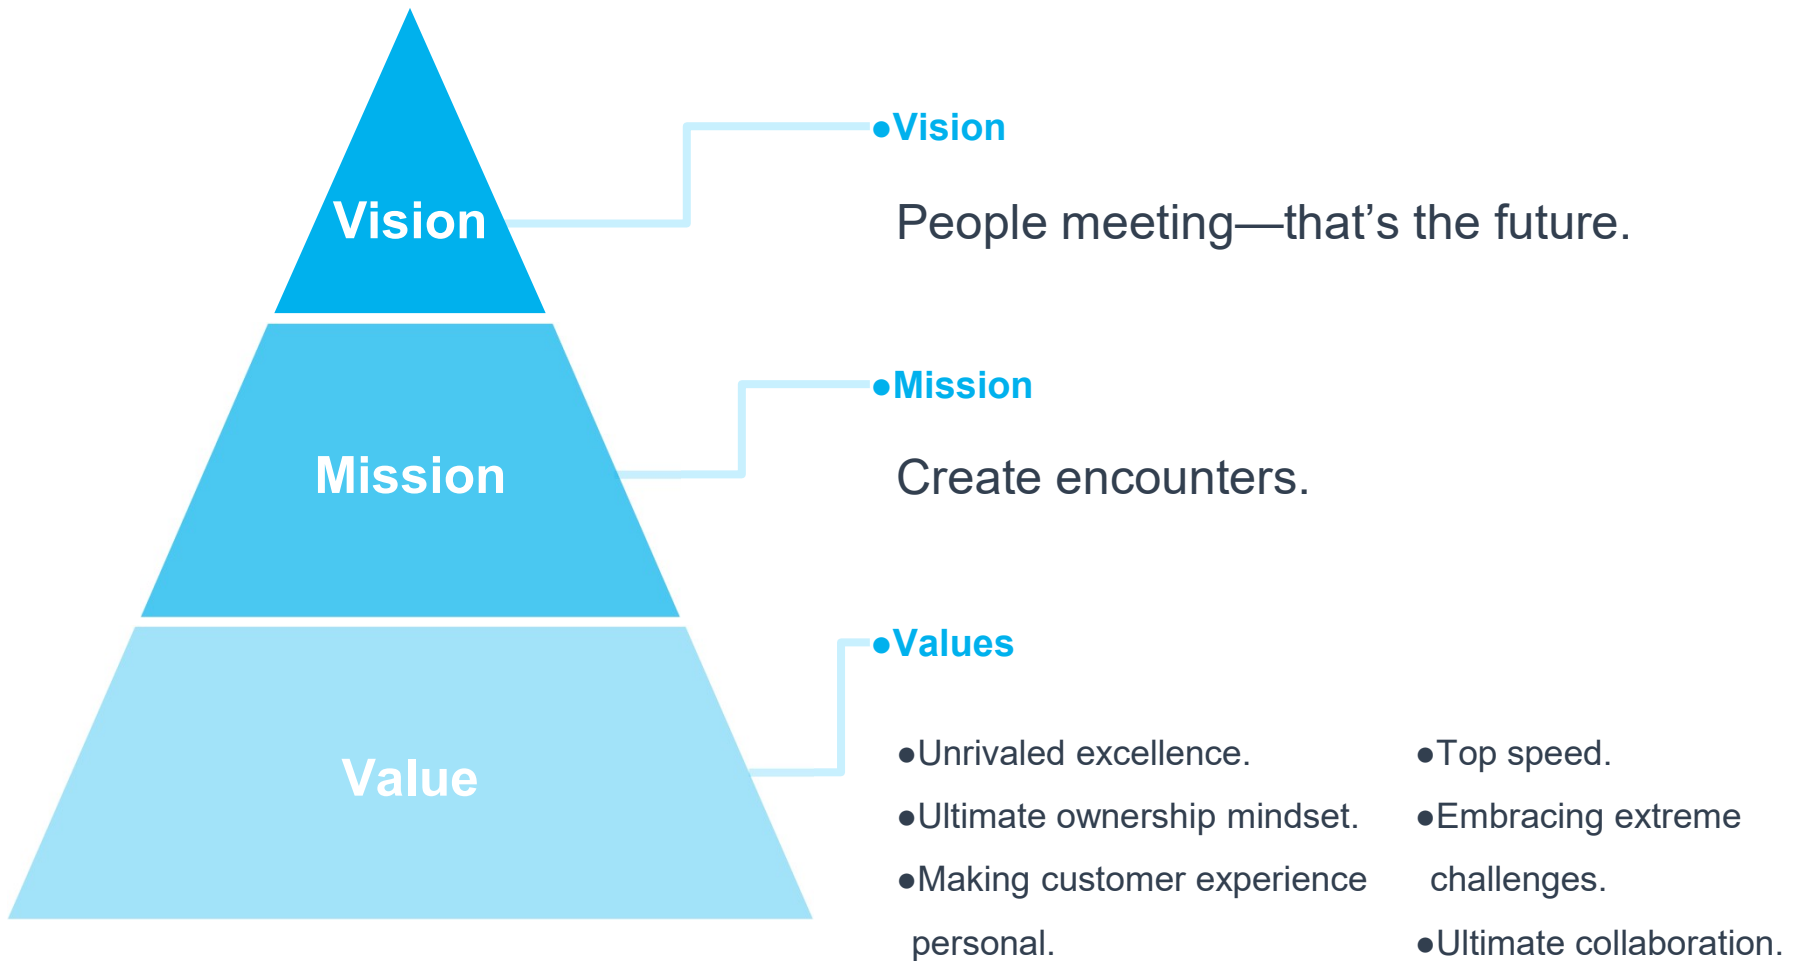 Vision
Mission
Value
●Vision
People meeting—that’s the future.
●Mission
Create encounters.
●Values
●Unrivaled excellence.
●Ultimate ownership mindset.
●Making customer experience
personal.
●Top speed.
●Embracing extreme
challenges.
●Ultimate collaboration.